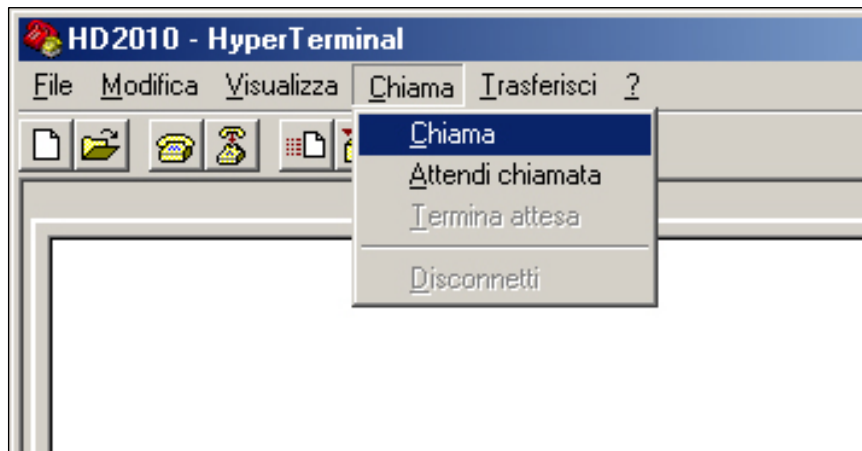 HD2010 - HyperTerminal
File Modifica Visualizza Chiama Trasferisci ?
Chiama
Attendi chiamata
Termina attesa
Disconnetti